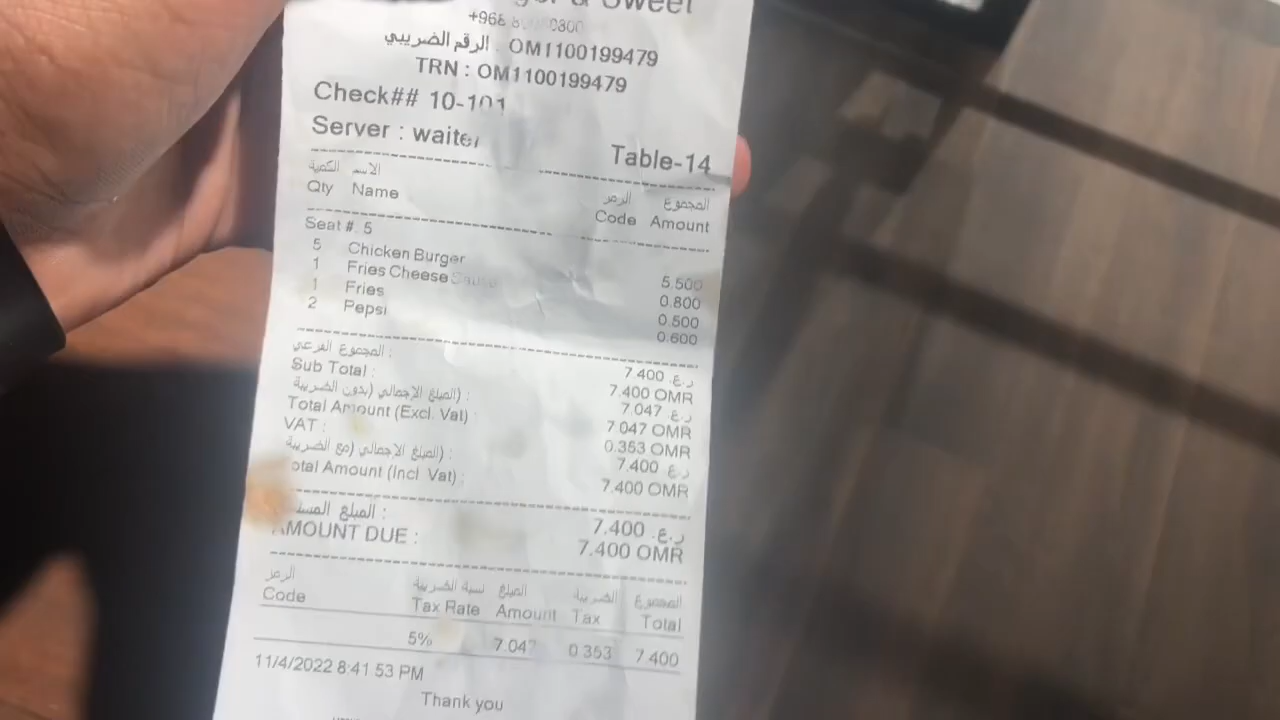 & Sweet
الرقم الضريبي : OM1100199479
TRN : OM1100199479
Check## 10-101
Server : waiter
Table-14
الكمية الاسم الرمز المجموع
Qty Name Code Amount
Seat #. 5
5 Chicken Burger 5.500
1 Fries Cheese Sauce 0.800
1 Fries 0.500
2 Pepsi 0.600
المجموع الفرعي : 7.400 ر.ع.
Sub Total : 7.400 OMR
المبلغ الإجمالي (بدون الضريبة) : 7.047 ر.ع.
Total Amount (Excl. Vat) : 7.047 OMR
VAT : 0.353 OMR
المبلغ الإجمالي (مع الضريبة) : 7.400 ر.ع.
Total Amount (Incl. Vat) : 7.400 OMR
المبلغ 7.400 ر.ع.
AMOUNT DUE : 7.400 OMR
الرمز نسبة الضريبة المبلغ الضريبة المجموع
Code Tax Rate Amount Tax Total
5% 7.047 0.353 7.400
11/4/2022 8:41:53 PM
Thank you